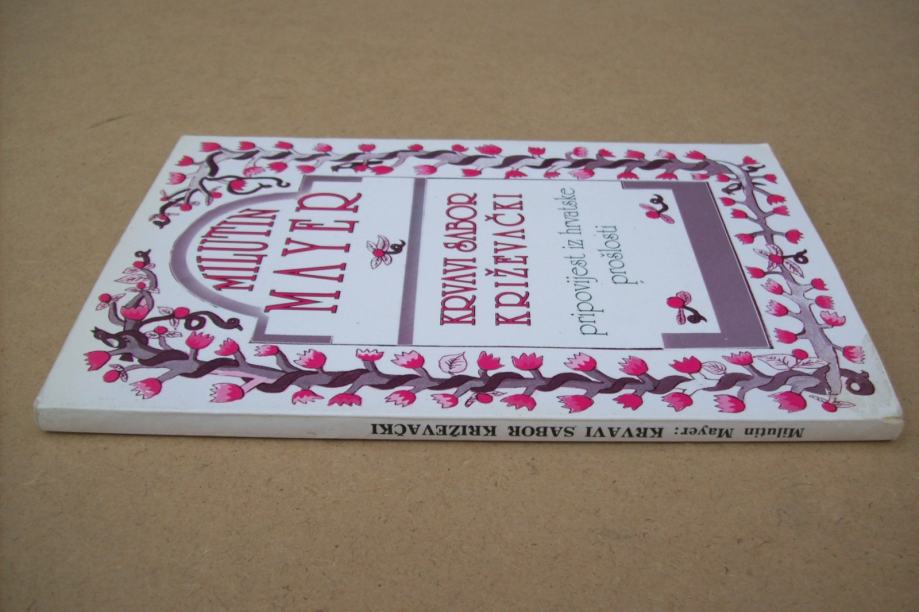 MILUTIN
MAYER
KRVAVI SABOR
KRIŽEVAČKI
pripovijest iz hrvatske
prošlosti
Milutin Mayer: KRVAVI SABOR KRIŽEVAČKI